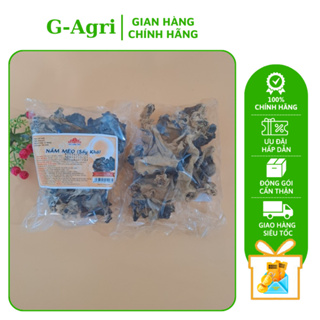 G-Agri
GIAN HÀNG
CHÍNH HÃNG
NẤM MÈO (Sấy Khô)
100%
CHÍNH HÃNG
ƯU ĐÃI
HẤP DẪN
ĐÓNG GÓI
CẨN THẬN
GIAO HÀNG
SIÊU TỐC